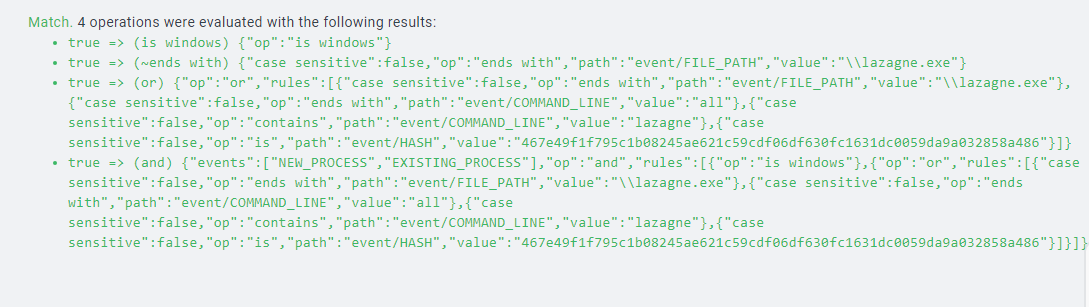 Match. 4 operations were evaluated with the following results:
• true => (is windows) {"op":"is windows"}
• true => (~ends with) {"case sensitive":false,"op":"ends with","path":"event/FILE_PATH","value":"\\lazagne.exe"}
• true => (or) {"op":"or","rules":[{"case sensitive":false,"op":"ends with","path":"event/FILE_PATH","value":"\\lazagne.exe"},
{"case sensitive":false,"op":"ends with","path":"event/COMMAND_LINE","value":"all"},{"case
sensitive":false,"op":"contains","path":"event/COMMAND_LINE","value":"lazagne"},{"case
sensitive":false,"op":"is","path":"event/HASH","value":"467e49f1f795c1b08245ae621c59cdf06df630fc1631dc0059da9a032858a486"}]}
• true => (and) {"events":["NEW_PROCESS","EXISTING_PROCESS"],"op":"and","rules":[{"op":"is windows"},{"op":"or","rules":[{"case
sensitive":false,"op":"ends with","path":"event/FILE_PATH","value":"\\lazagne.exe"},{"case sensitive":false,"op":"ends
with","path":"event/COMMAND_LINE","value":"all"},{"case
sensitive":false,"op":"contains","path":"event/COMMAND_LINE","value":"lazagne"},{"case
sensitive":false,"op":"is","path":"event/HASH","value":"467e49f1f795c1b08245ae621c59cdf06df630fc1631dc0059da9a032858a486"}]}]}